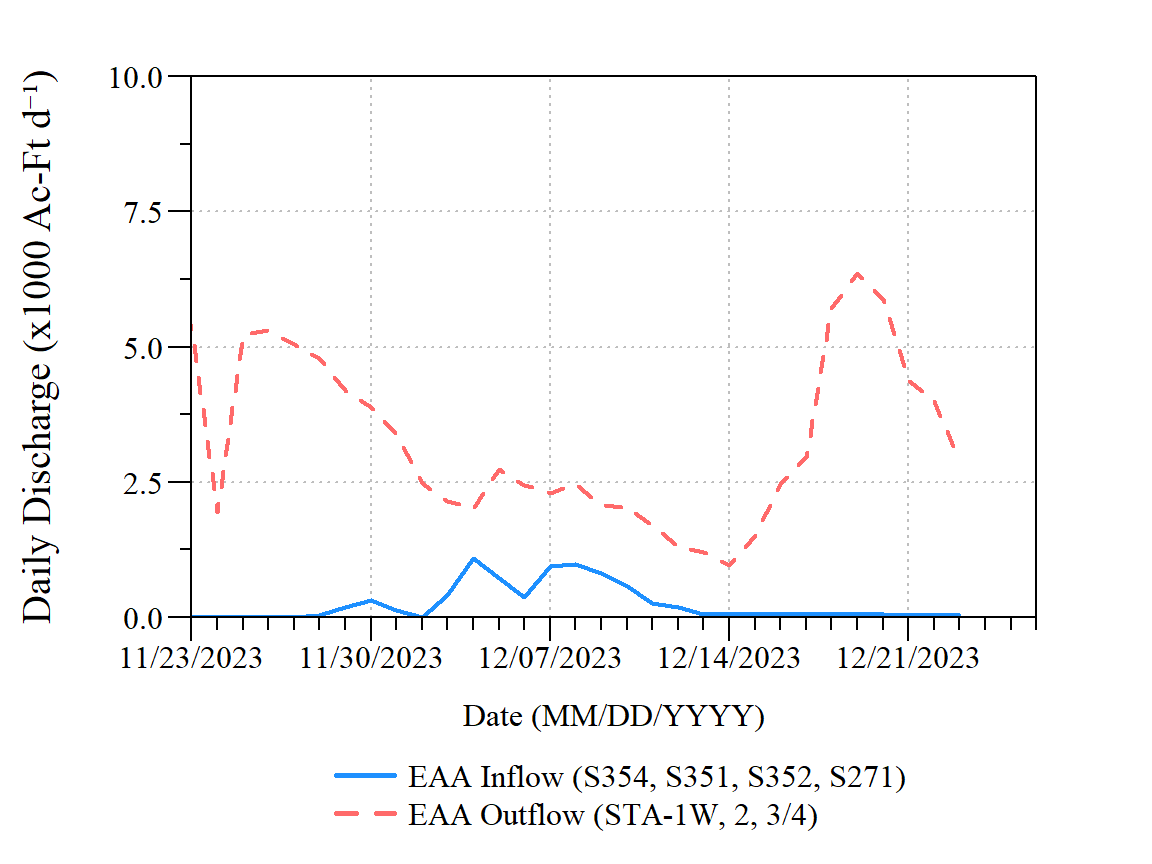 Daily Discharge (x1000 Ac-Ft d⁻¹)
10.0
7.5
5.0
2.5
0.0
11/23/2023 11/30/2023 12/07/2023 12/14/2023 12/21/2023
Date (MM/DD/YYYY)
EAA Inflow (S354, S351, S352, S271)
EAA Outflow (STA-1W, 2, 3/4)